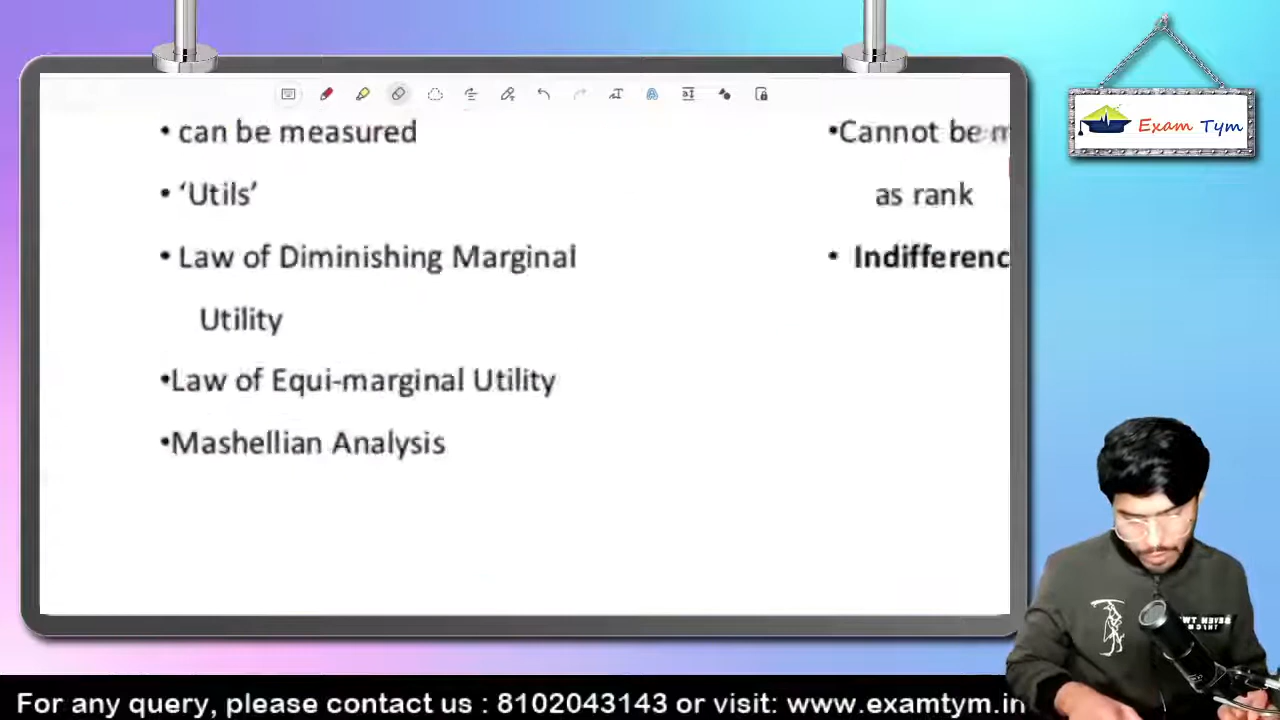 Exam Tym
• can be measured
• ‘Utils’
• Law of Diminishing Marginal
Utility
•Law of Equi-marginal Utility
•Mashellian Analysis
•Cannot be
as rank
• Indifferenc
For any query, please contact us : 8102043143 or visit: www.examtym.in